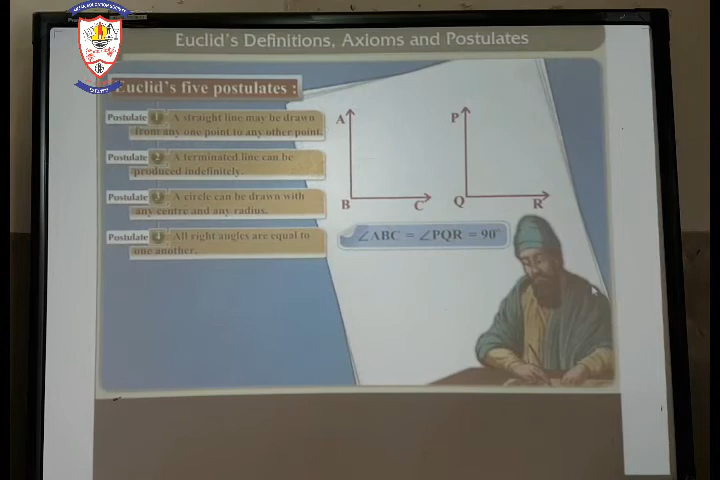 Euclid's Definitions, Axioms and Postulates
Euclid's five postulates :
Postulate 1 A straight line may be drawn
from any one point to any other point.
Postulate 2 A terminated line can be
produced indefinitely.
Postulate 3 A circle can be drawn with
any centre and any radius.
Postulate 4 All right angles are equal to
one another.
A
B
C
P
Q
R
∠ABC = ∠PQR = 90°